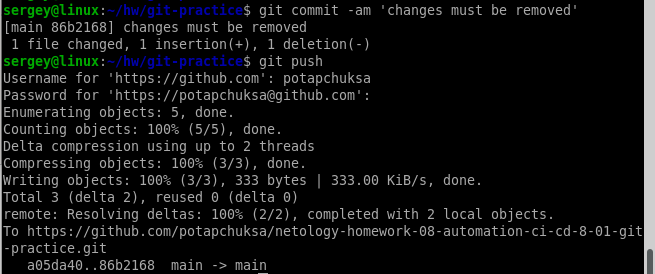 sergey@linux:~/hw/git-practice$ git commit -am 'changes must be removed'
[main 86b2168] changes must be removed
 1 file changed, 1 insertion(+), 1 deletion(-)
sergey@linux:~/hw/git-practice$ git push
Username for 'https://github.com': potapchuksa
Password for 'https://potapchuksa@github.com':
Enumerating objects: 5, done.
Counting objects: 100% (5/5), done.
Delta compression using up to 2 threads
Compressing objects: 100% (3/3), done.
Writing objects: 100% (3/3), 333 bytes | 333.00 KiB/s, done.
Total 3 (delta 2), reused 0 (delta 0)
remote: Resolving deltas: 100% (2/2), completed with 2 local objects.
To https://github.com/potapchuksa/netology-homework-08-automation-ci-cd-8-01-git
-practice.git
   a05da40..86b2168  main -> main